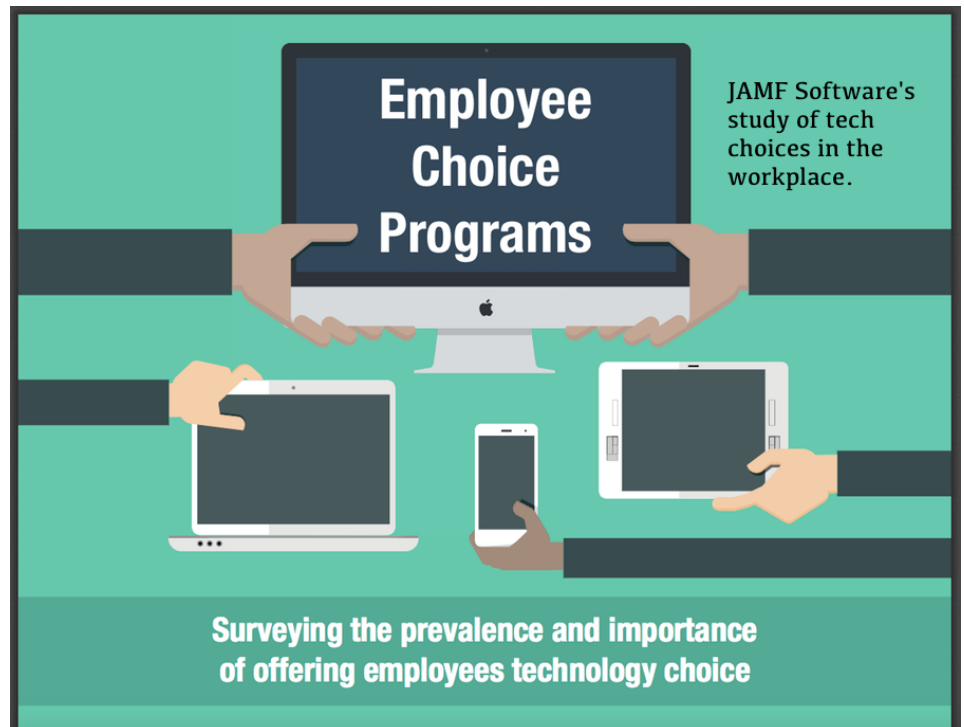 Employee
Choice
Programs
JAMF Software's
study of tech
choices in the
workplace.
Surveying the prevalence and importance
of offering employees technology choice